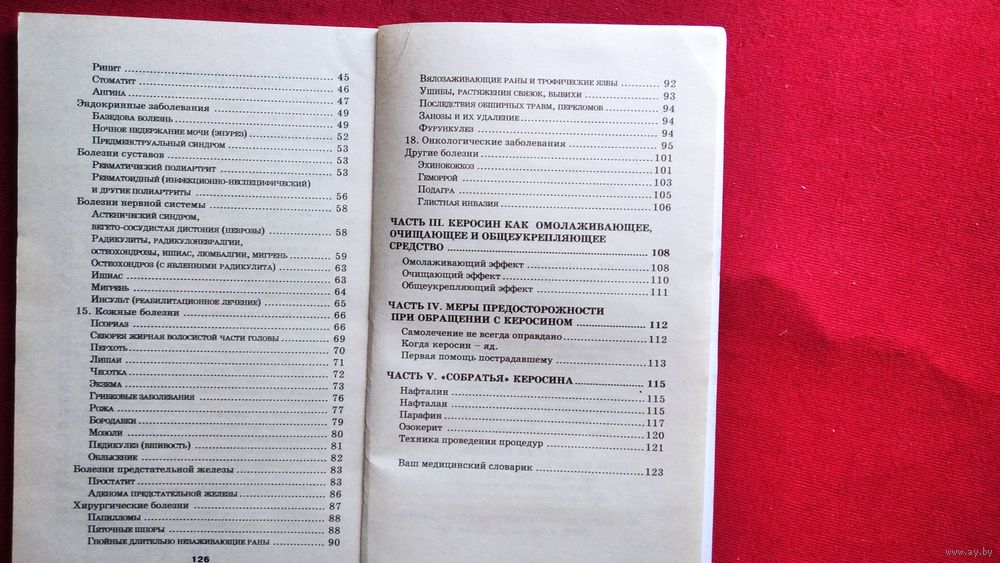 Ринит 45
Стоматит 46
Ангина 47
Эндокринные заболевания 49
Базедова болезнь 49
Ночное недержание мочи (энурез) 52
Предменструальный синдром 53
Болезни суставов 53
Ревматический полиартрит 53
Ревматоидный (инфекционно-неспецифический)
и другие полиартриты 56
Болезни нервной системы 58
Астенический синдром,
вегето-сосудистая дистония (неврозы) 58
Радикулиты, радикулоневралгии,
остеохондрозы, ишиас, люмбалгии, мигрень 59
Остеохондроз (с явлениями радикулита) 63
Ишиас 63
Мигрень 64
Инсульт (реабилитационное лечение) 65
15. Кожные болезни 66
Псориаз 66
Себорея жирная волосистой части головы 69
Перхоть 70
Лишаи 71
Чесотка 72
Экзема 73
Грибковые заболевания 76
Рожа 77
Бородавки 79
Мозоли 80
Педикулез (вшивость) 81
Облысение 82
Болезни предстательной железы 83
Простатит 83
Аденома предстательной железы 86
Хирургические болезни 87
Папилломы 88
Пяточные шпоры 88
Гнойные длительно незаживающие раны 90
126
Вялозаживающие раны и трофические язвы 92
Ушибы, растяжения связок, вывихи 93
Последствия обширных травм, переломов 94
Занозы и их удаление 94
Фурункулез 94
18. Онкологические заболевания 95
Другие болезни 101
Эхинококкоз 101
Геморрой 103
Подагра 105
Глистная инвазия 106
ЧАСТЬ III. КЕРОСИН КАК ОМОЛАЖИВАЮЩЕЕ,
ОЧИЩАЮЩЕЕ И ОБЩЕУКРЕПЛЯЮЩЕЕ
СРЕДСТВО 108
Омолаживающий эффект 108
Очищающий эффект 110
Общеукрепляющий эффект 111
ЧАСТЬ IV. МЕРЫ ПРЕДОСТОРОЖНОСТИ
ПРИ ОБРАЩЕНИИ С КЕРОСИНОМ 112
Самолечение не всегда оправдано 112
Когда керосин – яд.
Первая помощь пострадавшему 113
ЧАСТЬ V. «СОБРАТЬЯ» КЕРОСИНА 115
Нафталин 115
Нафталан 115
Парафин 117
Озокерит 120
Техника проведения процедур 121
Ваш медицинский словарик 123
www.ay.by